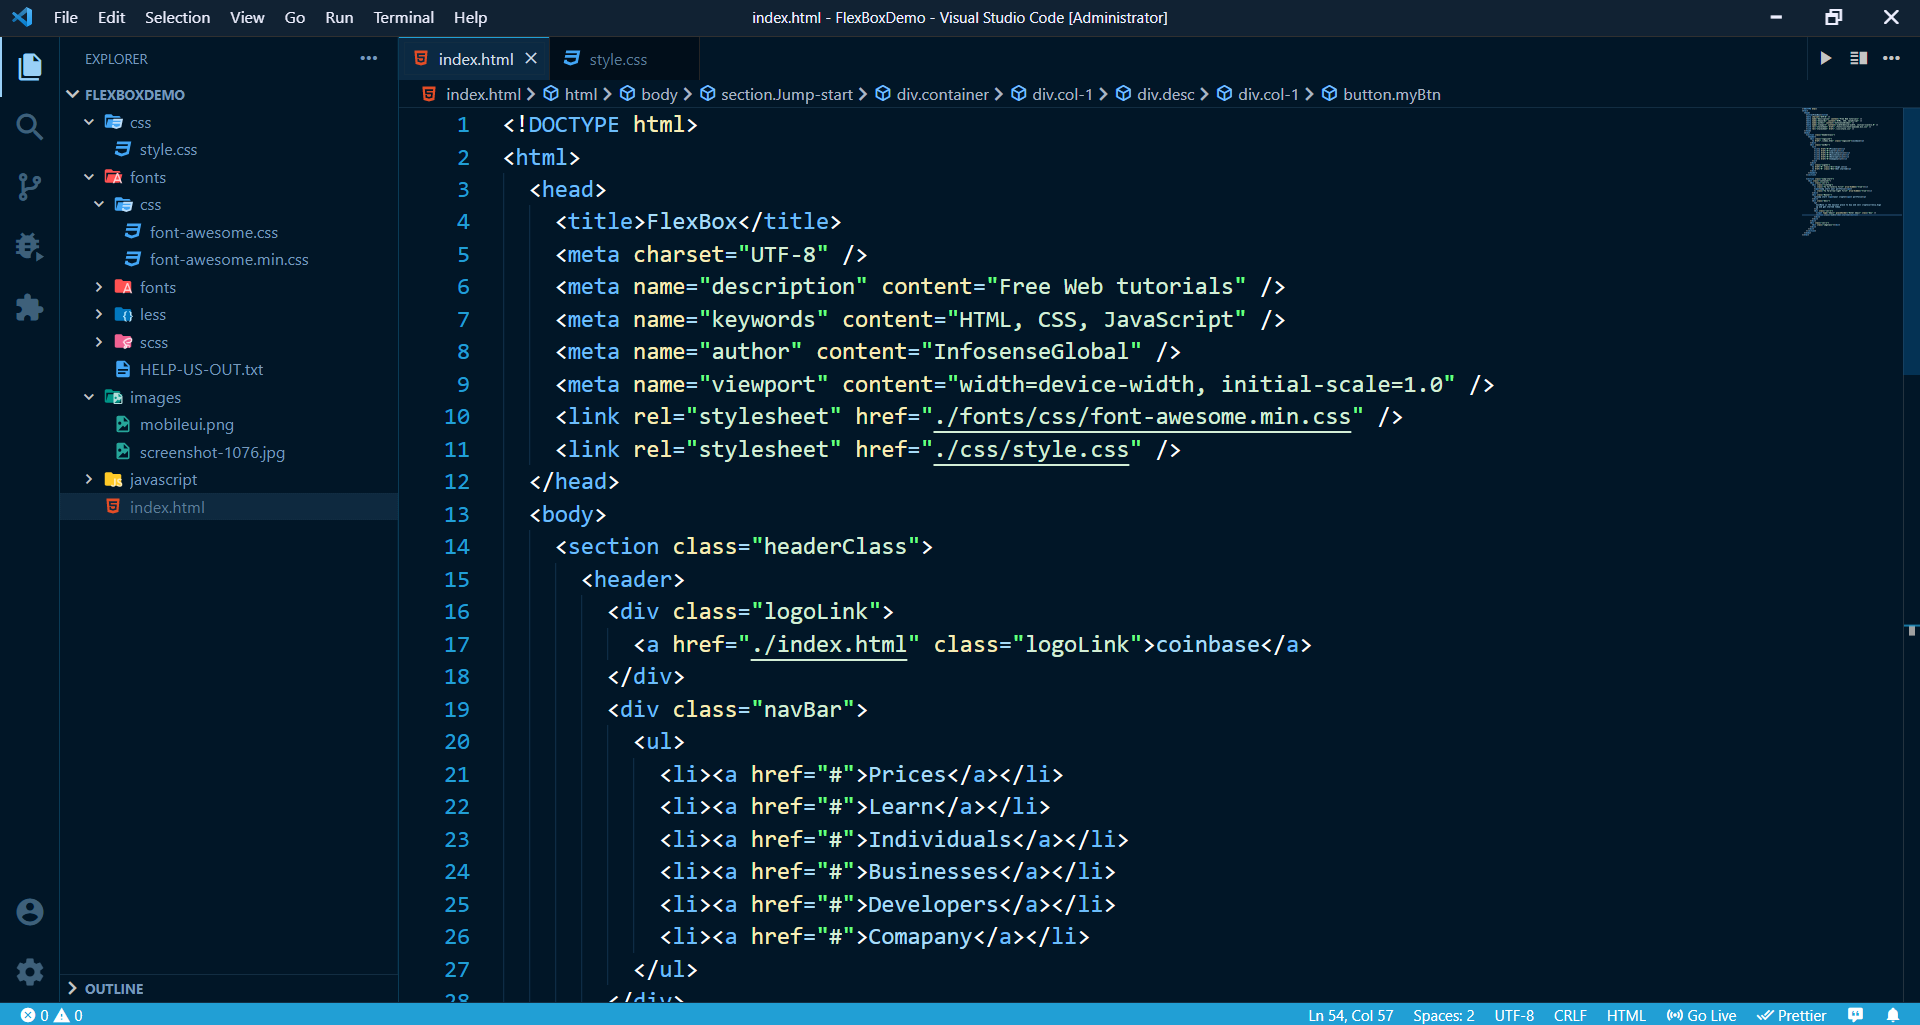 File Edit Selection View Go Run Terminal Help
index.html - FlexBoxDemo - Visual Studio Code [Administrator]
EXPLORER
FLEXBOXDEMO
css
style.css
fonts
css
font-awesome.css
font-awesome.min.css
fonts
less
scss
HELP-US-OUT.txt
images
mobileui.png
screenshot-1076.jpg
javascript
index.html
OUTLINE
index.html style.css
index.html > html > body > section.Jump-start > div.container > div.col-1 > div.desc > div.col-1 > button.myBtn
1 <!DOCTYPE html>
2 <html>
3 <head>
4 <title>FlexBox</title>
5 <meta charset="UTF-8" />
6 <meta name="description" content="Free Web tutorials" />
7 <meta name="keywords" content="HTML, CSS, JavaScript" />
8 <meta name="author" content="InfosenseGlobal" />
9 <meta name="viewport" content="width=device-width, initial-scale=1.0" />
10 <link rel="stylesheet" href="./fonts/css/font-awesome.min.css" />
11 <link rel="stylesheet" href="./css/style.css" />
12 </head>
13 <body>
14 <section class="headerClass">
15 <header>
16 <div class="logoLink">
17 <a href="./index.html" class="logoLink">coinbase</a>
18 </div>
19 <div class="navBar">
20 <ul>
21 <li><a href="#">Prices</a></li>
22 <li><a href="#">Learn</a></li>
23 <li><a href="#">Individuals</a></li>
24 <li><a href="#">Businesses</a></li>
25 <li><a href="#">Developers</a></li>
26 <li><a href="#">Comapany</a></li>
27 </ul>
28 </div>
0 0 Ln 54, Col 57 Spaces: 2 UTF-8 CRLF HTML Go Live Prettier